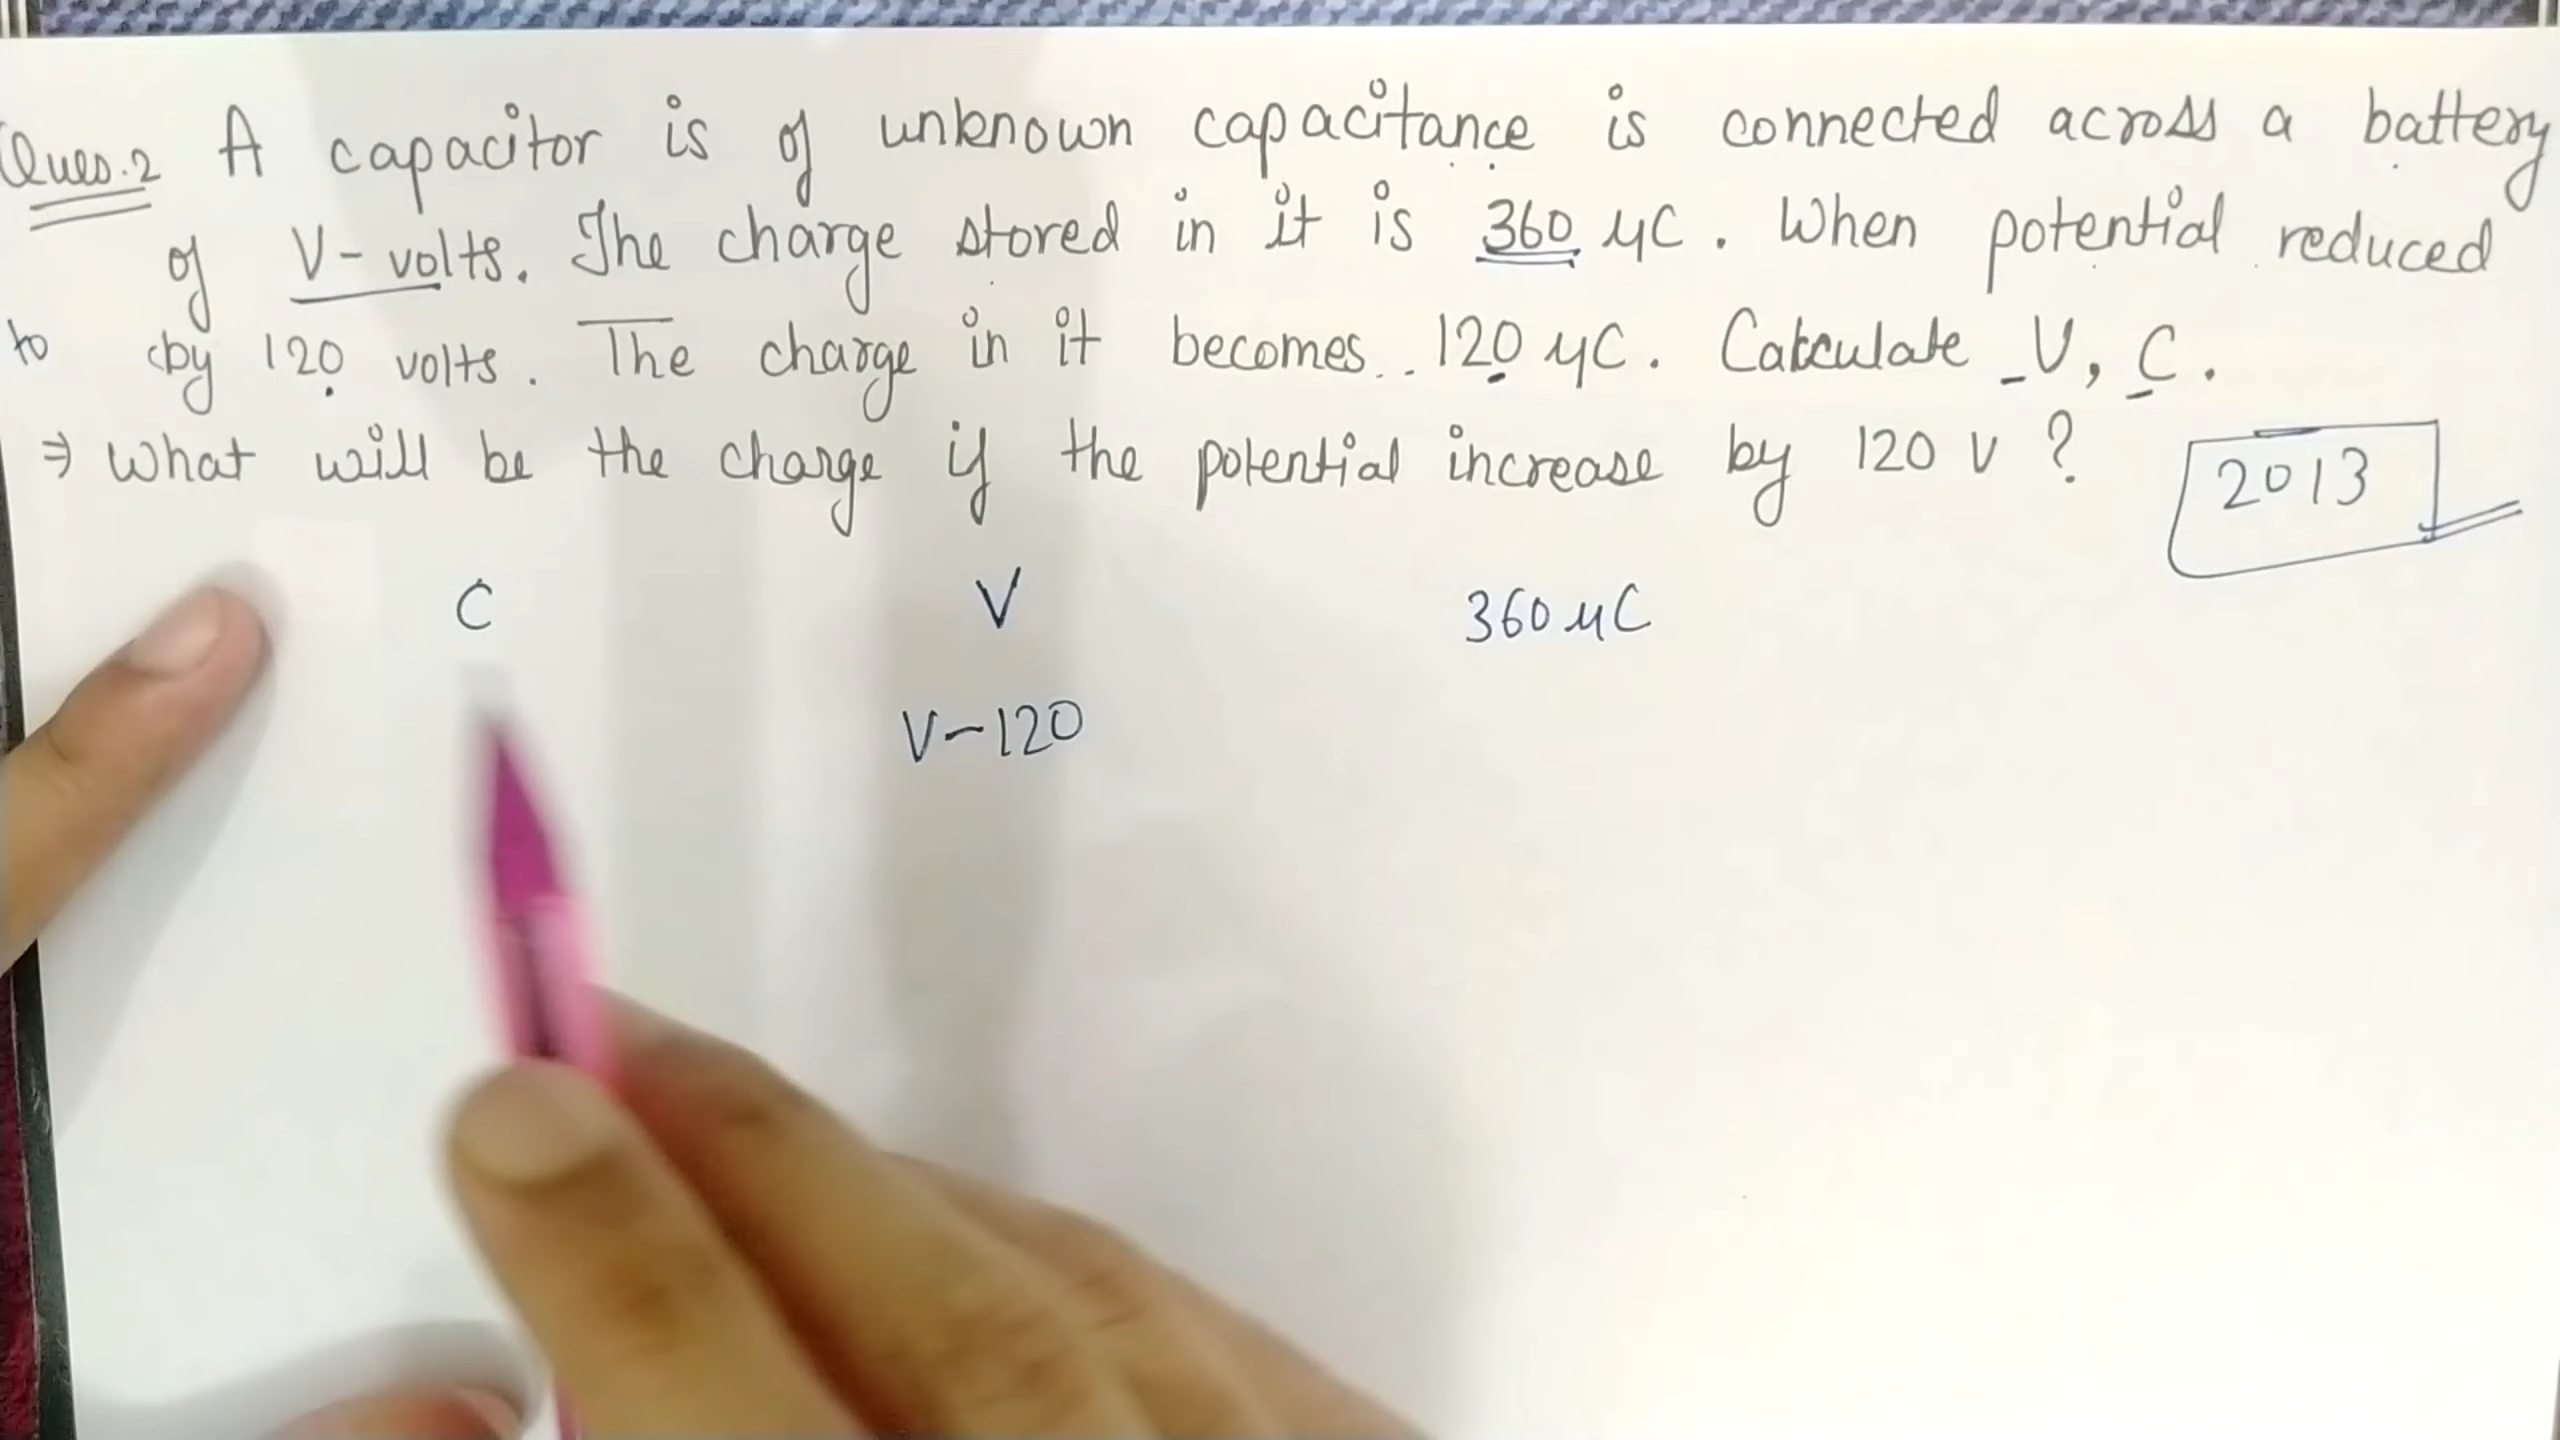 Ques.2 A capacitor is of unknown capacitance is connected across a battery
of V- volts. The charge stored in it is 360 μC. When potential reduced
to by 120 volts. The charge in it becomes.. 120 μC. Calculate V, C.
⇒ What will be the charge if the potential increase by 120 V ?
2013
C V 360 μC
V-120